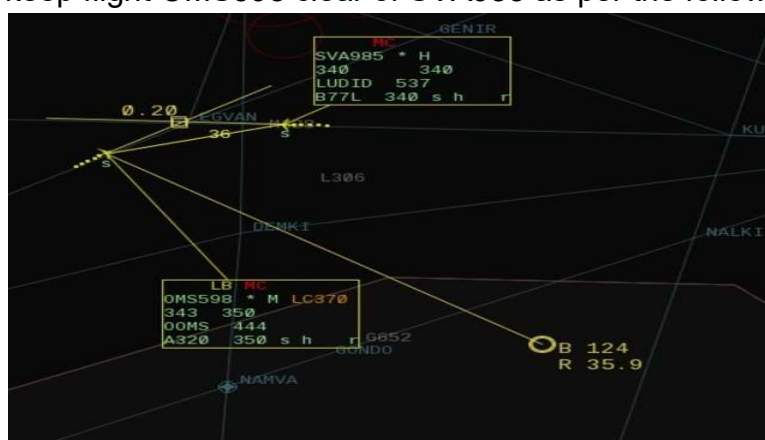 GENIR
MC
SVA985 * H
340 340
LUDID 537
B77L 340 s h r
0.20
EGVAN
36
S
KU
S
L306
DEMKI
NALKI
LB MC
OMS598 * M LC370
343 350
OOMS 444
A320 350 s h r
G652
GONDO
B 124
R 35.9
NAMVA